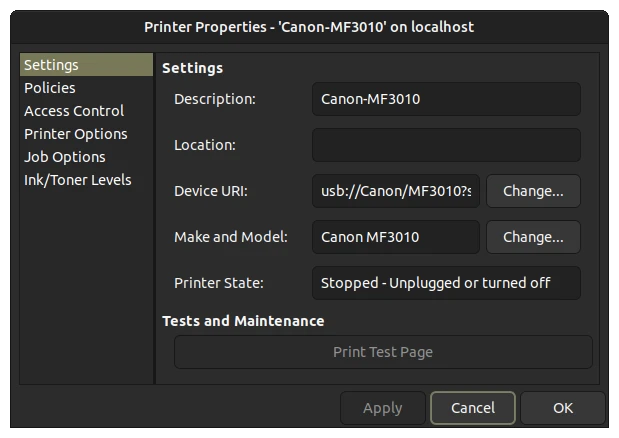 Printer Properties - 'Canon-MF3010' on localhost
Settings
Policies
Access Control
Printer Options
Job Options
Ink/Toner Levels
Settings
Description: Canon-MF3010
Location:
Device URI: usb://Canon/MF3010?s Change...
Make and Model: Canon MF3010 Change...
Printer State: Stopped - Unplugged or turned off
Tests and Maintenance
Print Test Page
Apply Cancel OK